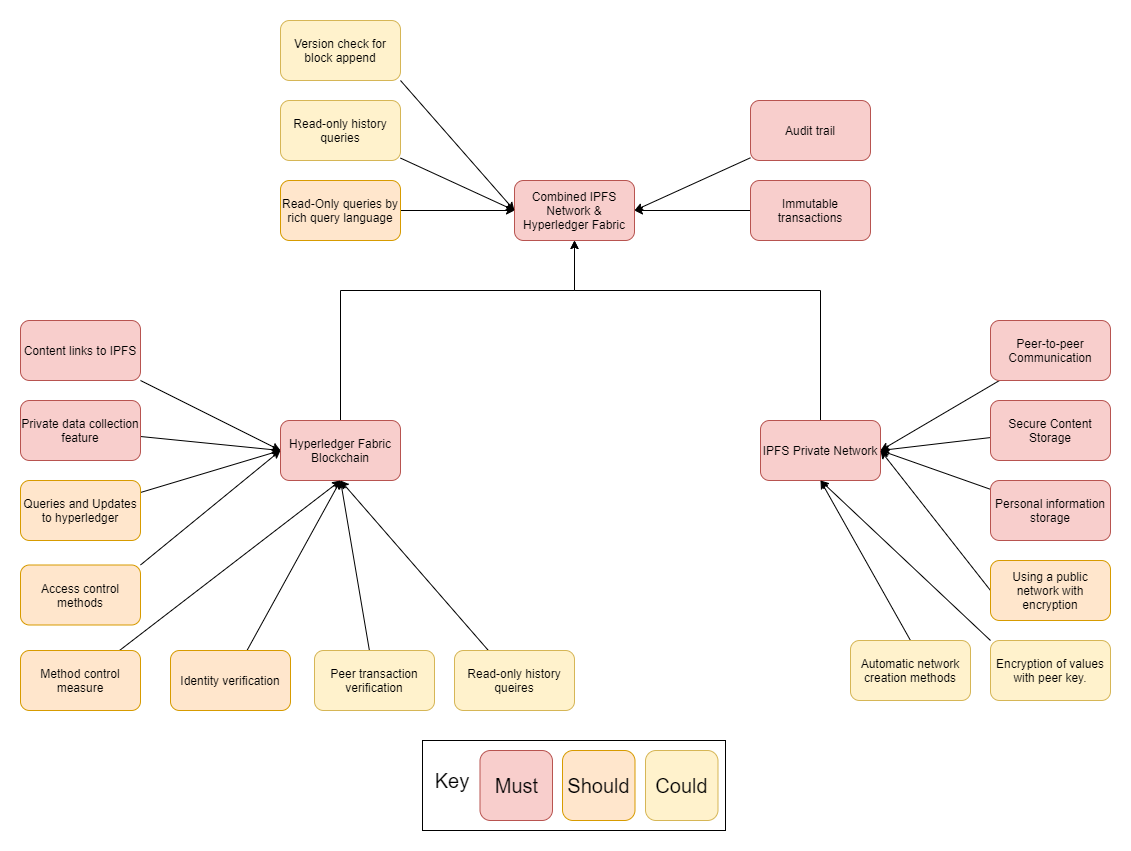 Version check for
block append
Read-only history
queries
Audit trail
Read-Only queries by
rich query language
Combined IPFS
Network &
Hyperledger Fabric
Immutable
transactions
Content links to IPFS
Peer-to-peer
Communication
Private data collection
feature
Hyperledger Fabric
Blockchain
IPFS Private Network
Secure Content
Storage
Queries and Updates
to hyperledger
Personal information
storage
Access control
methods
Using a public
network with
encryption
Method control
measure
Identity verification
Peer transaction
verification
Read-only history
queires
Automatic network
creation methods
Encryption of values
with peer key.
Key
Must
Should
Could